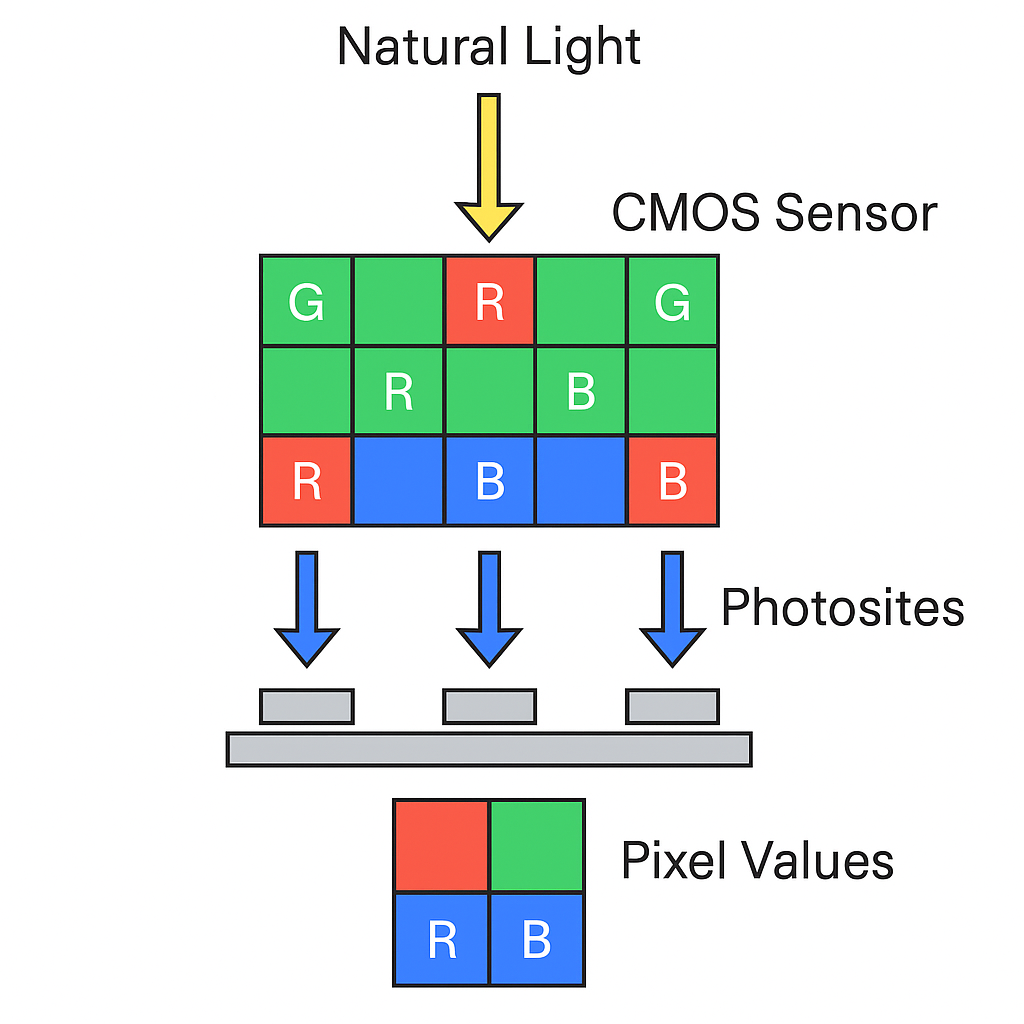 Natural Light
CMOS Sensor
G R G
R B
R B B
Photosites
Pixel Values
R B